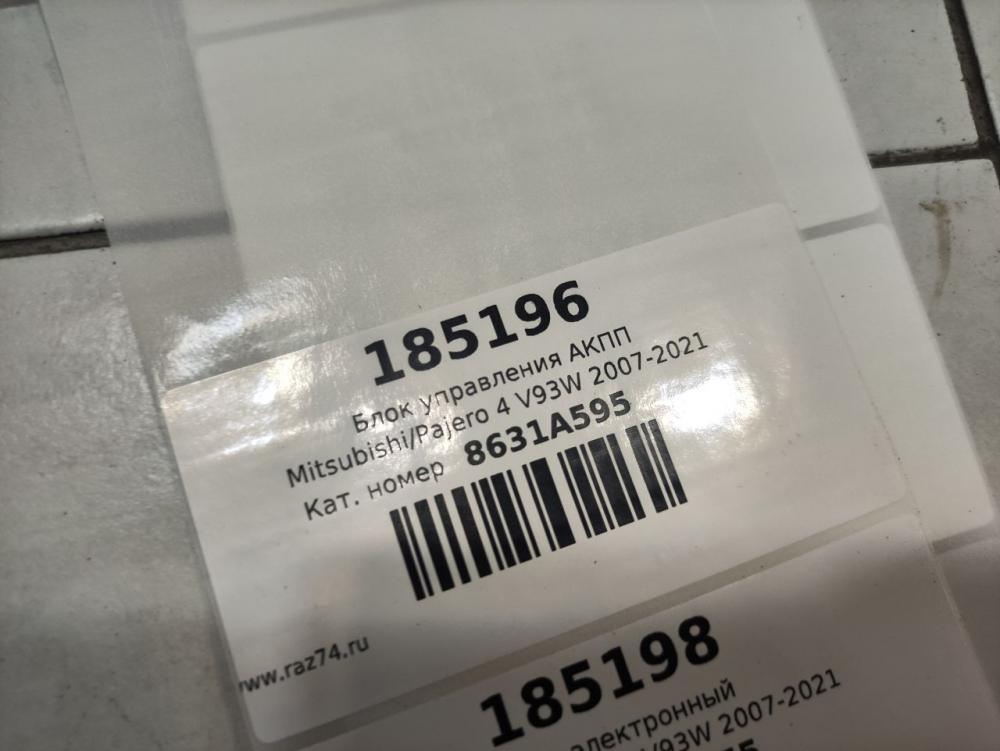 185196
Блок управления АКПП
Mitsubishi/Pajero 4 V93W 2007-2021
Кат. номер 8631A595
www.raz74.ru
185198
электронный
V93W 2007-2021